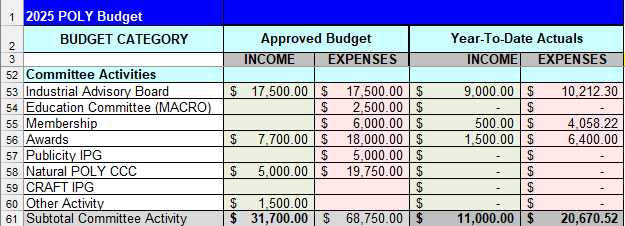 1 2025 POLY Budget
2 BUDGET CATEGORY Approved Budget Year-To-Date Actuals
3 INCOME EXPENSES INCOME EXPENSES
52 Committee Activities
53 Industrial Advisory Board $ 17,500.00 $ 17,500.00 $ 9,000.00 $ 10,212.30
54 Education Committee (MACRO) $ 2,500.00 $ - $ -
55 Membership $ 6,000.00 $ 500.00 $ 4,058.22
56 Awards $ 7,700.00 $ 18,000.00 $ 1,500.00 $ 6,400.00
57 Publicity IPG $ 5,000.00 $ - $ -
58 Natural POLY CCC $ 5,000.00 $ 19,750.00 $ - $ -
59 CRAFT IPG $ - $ -
60 Other Activity $ 1,500.00 $ - $ -
61 Subtotal Committee Activity $ 31,700.00 $ 68,750.00 $ 11,000.00 $ 20,670.52